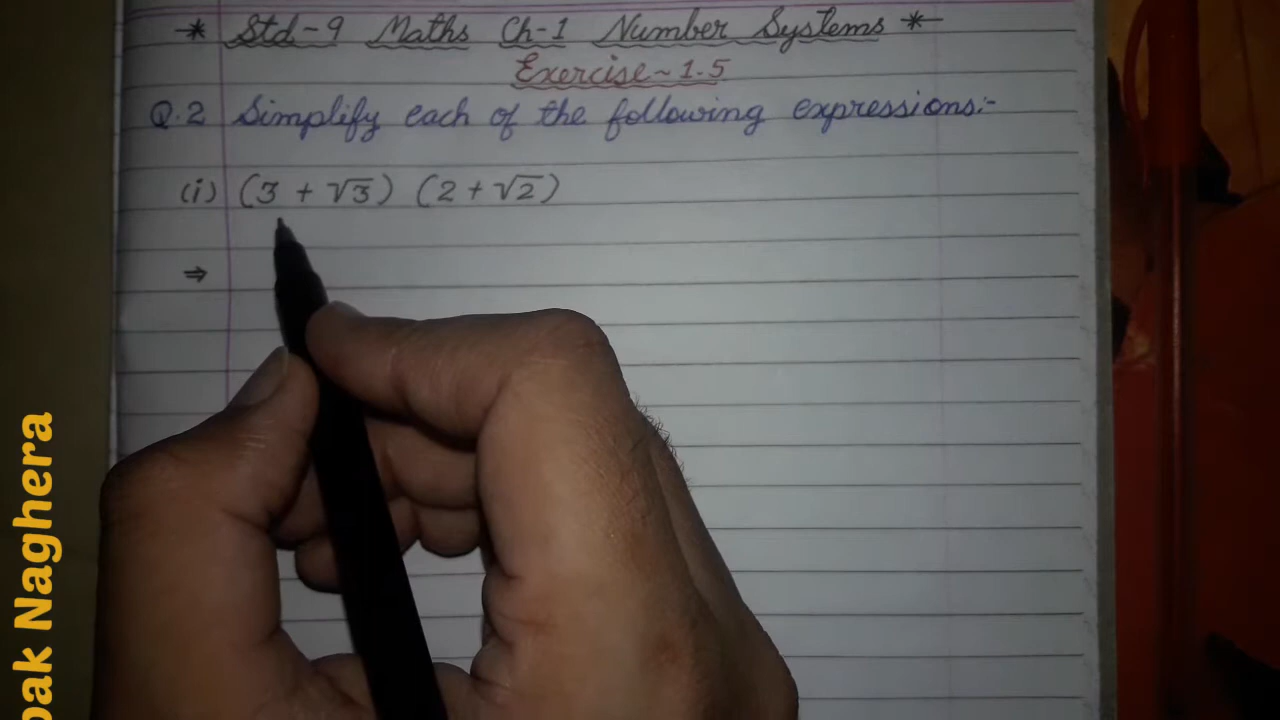 * Std-9 Maths Ch-1 Number Systems *
Exercise~1.5
Q.2 Simplify each of the following expressions:-
(i) (3 + √3) (2 + √2)
⇒
Naghera